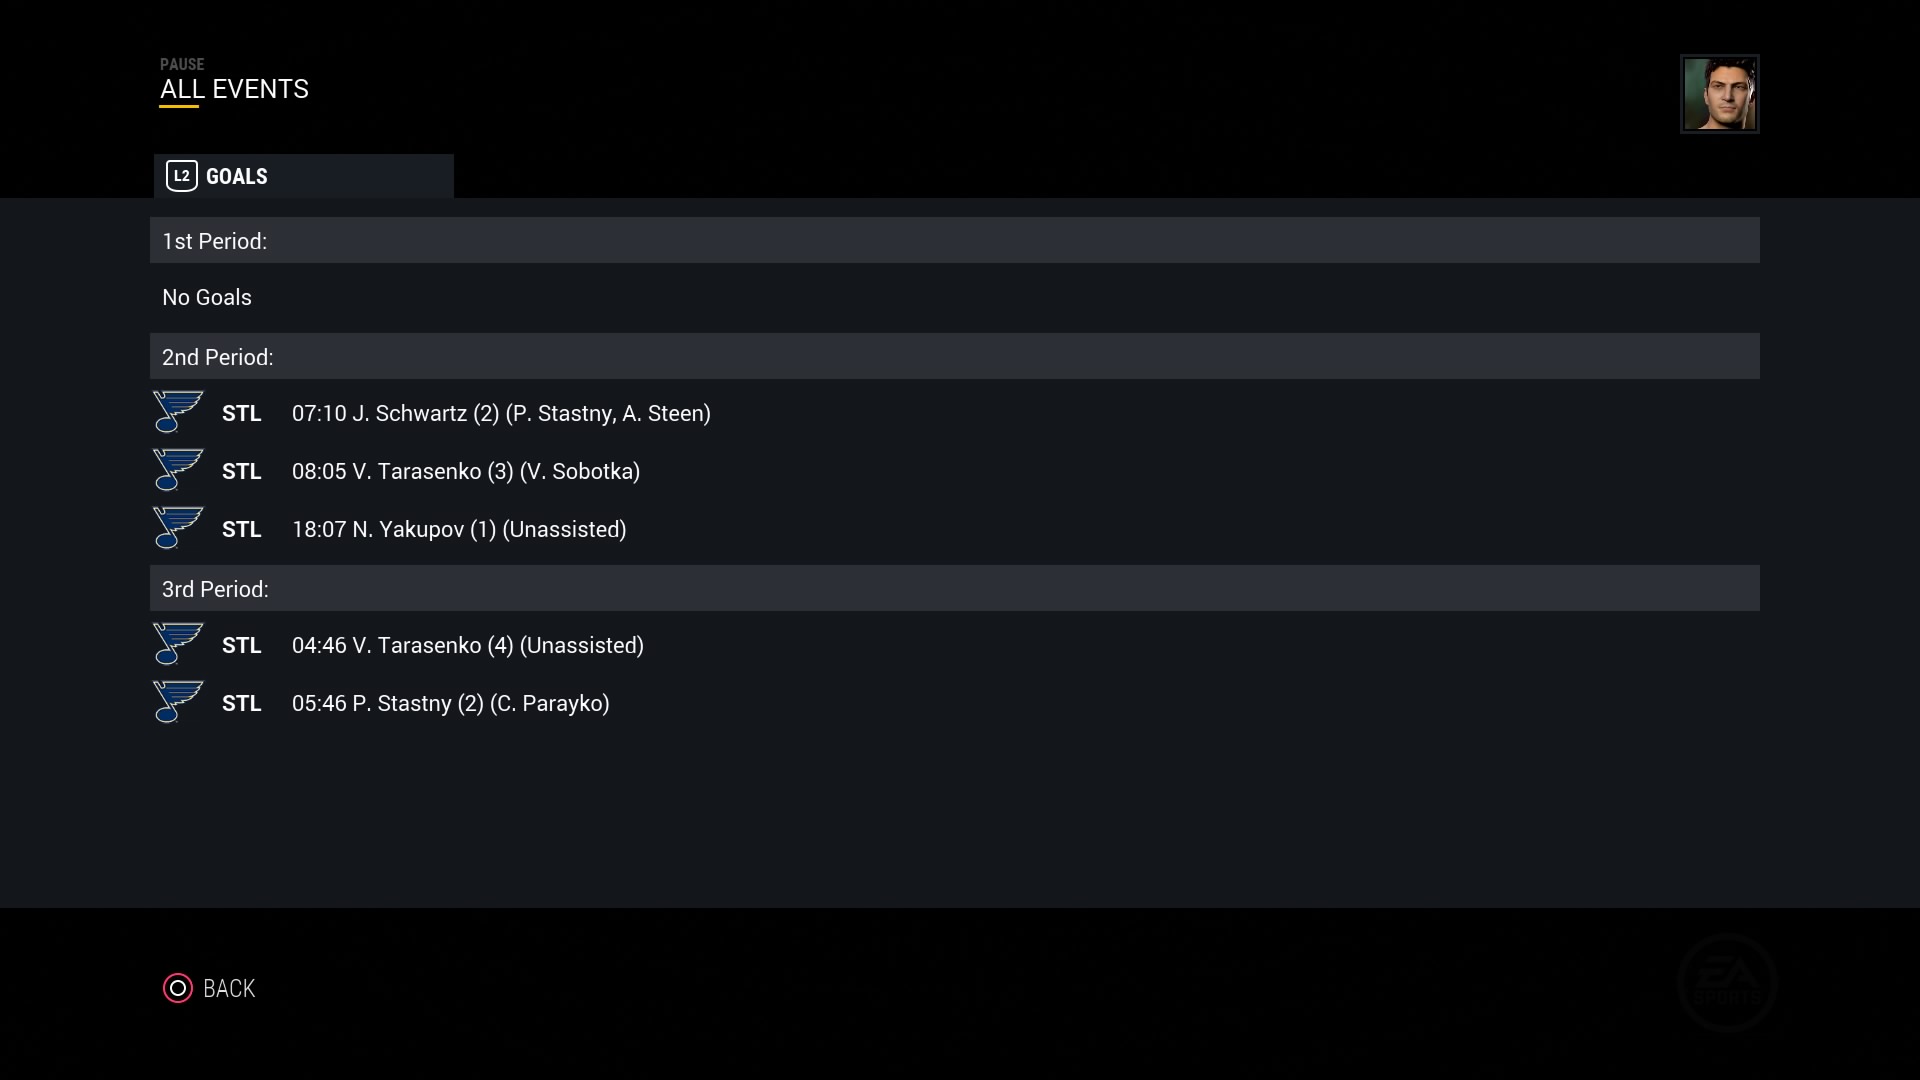 PAUSE
ALL EVENTS
L2 GOALS
1st Period:
No Goals
2nd Period:
STL 07:10 J. Schwartz (2) (P. Stastny, A. Steen)
STL 08:05 V. Tarasenko (3) (V. Sobotka)
STL 18:07 N. Yakupov (1) (Unassisted)
3rd Period:
STL 04:46 V. Tarasenko (4) (Unassisted)
STL 05:46 P. Stastny (2) (C. Parayko)
BACK
EA
SPORTS